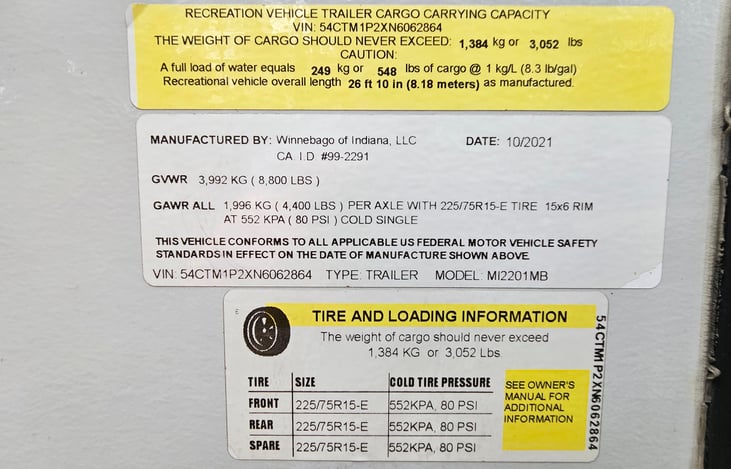 RECREATION VEHICLE TRAILER CARGO CARRYING CAPACITY
VIN: 54CTM1P2XN6062864
THE WEIGHT OF CARGO SHOULD NEVER EXCEED: 1,384 kg or 3,052 lbs
CAUTION:
A full load of water equals 249 kg or 548 lbs of cargo @ 1 kg/L (8.3 lb/gal)
Recreational vehicle overall length 26 ft 10 in (8.18 meters) as manufactured.
MANUFACTURED BY: Winnebago of Indiana, LLC DATE: 10/2021
CA. I.D #99-2291
GVWR 3,992 KG ( 8,800 LBS )
GAWR ALL 1,996 KG ( 4,400 LBS ) PER AXLE WITH 225/75R15-E TIRE 15x6 RIM
AT 552 KPA ( 80 PSI ) COLD SINGLE
THIS VEHICLE CONFORMS TO ALL APPLICABLE US FEDERAL MOTOR VEHICLE SAFETY
STANDARDS IN EFFECT ON THE DATE OF MANUFACTURE SHOWN ABOVE
VIN: 54CTM1P2XN6062864 TYPE: TRAILER MODEL: MI2201MB
TIRE AND LOADING INFORMATION
The weight of cargo should never exceed
1,384 KG or 3,052 Lbs
TIRE SIZE COLD TIRE PRESSURE
FRONT 225/75R15-E 552KPA, 80 PSI
REAR 225/75R15-E 552KPA, 80 PSI
SPARE 225/75R15-E 552KPA, 80 PSI
SEE OWNER'S
MANUAL FOR
ADDITIONAL
INFORMATION
54CTM1P2XN6062864